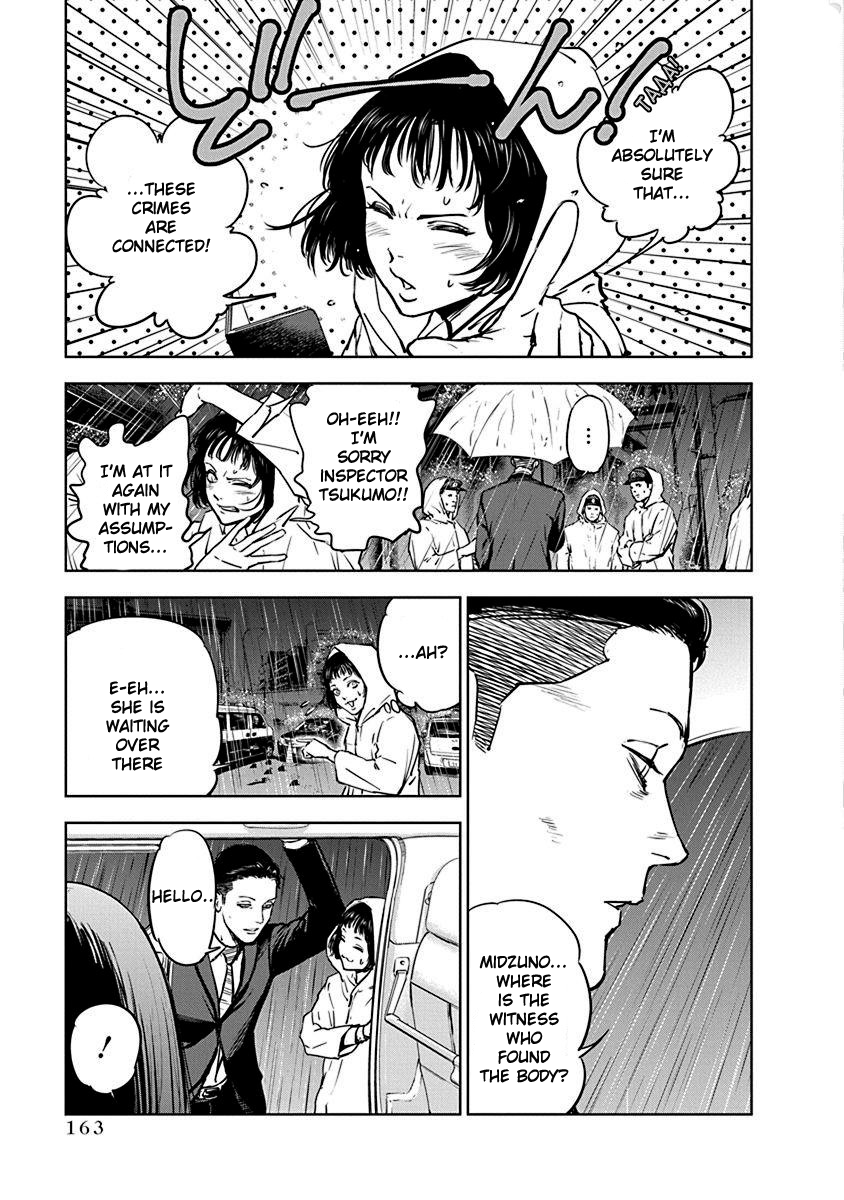 TAAA!
I'M
ABSOLUTELY
SURE
THAT...
どーん!
...THESE
CRIMES
ARE
CONNECTED!
...
OH-EEH!!
I'M
SORRY
INSPECTOR
TSUKUMO!!
I'M AT IT
AGAIN
WITH MY
ASSUMP-
TIONS...
MIDZUNO...
WHERE
IS THE
WITNESS
WHO
FOUND
THE BODY?
...AH?
E-EH...
SHE IS
WAITING
OVER
THERE
HELLO..
!
163